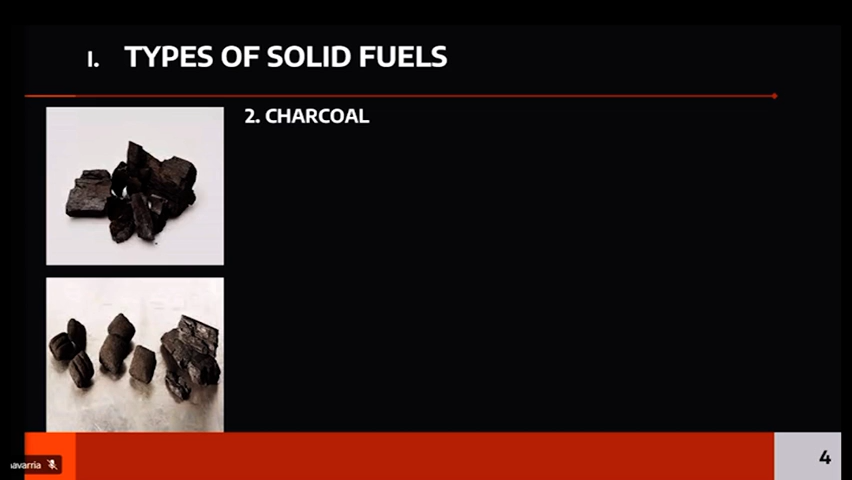 I. TYPES OF SOLID FUELS
2. CHARCOAL
4